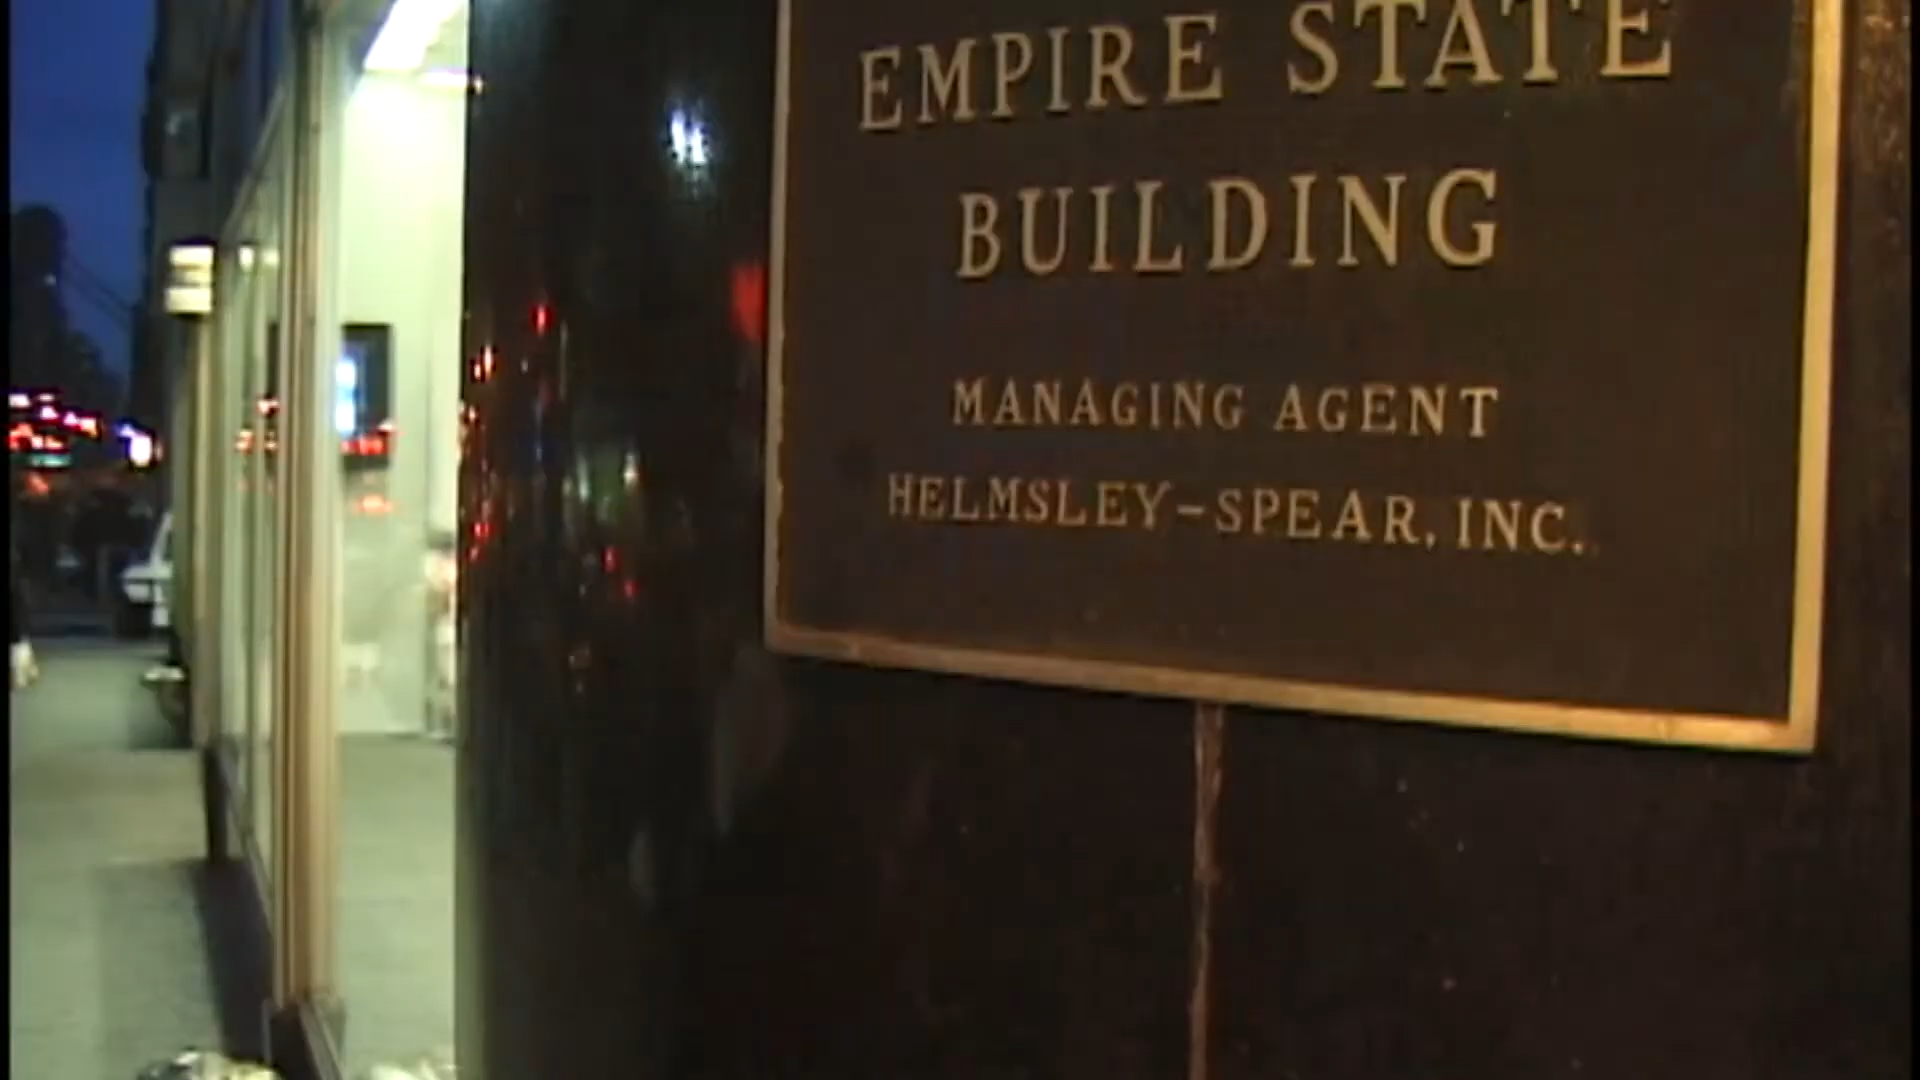 EMPIRE STATE
BUILDING
MANAGING AGENT
HELMSLEY-SPEAR, INC.